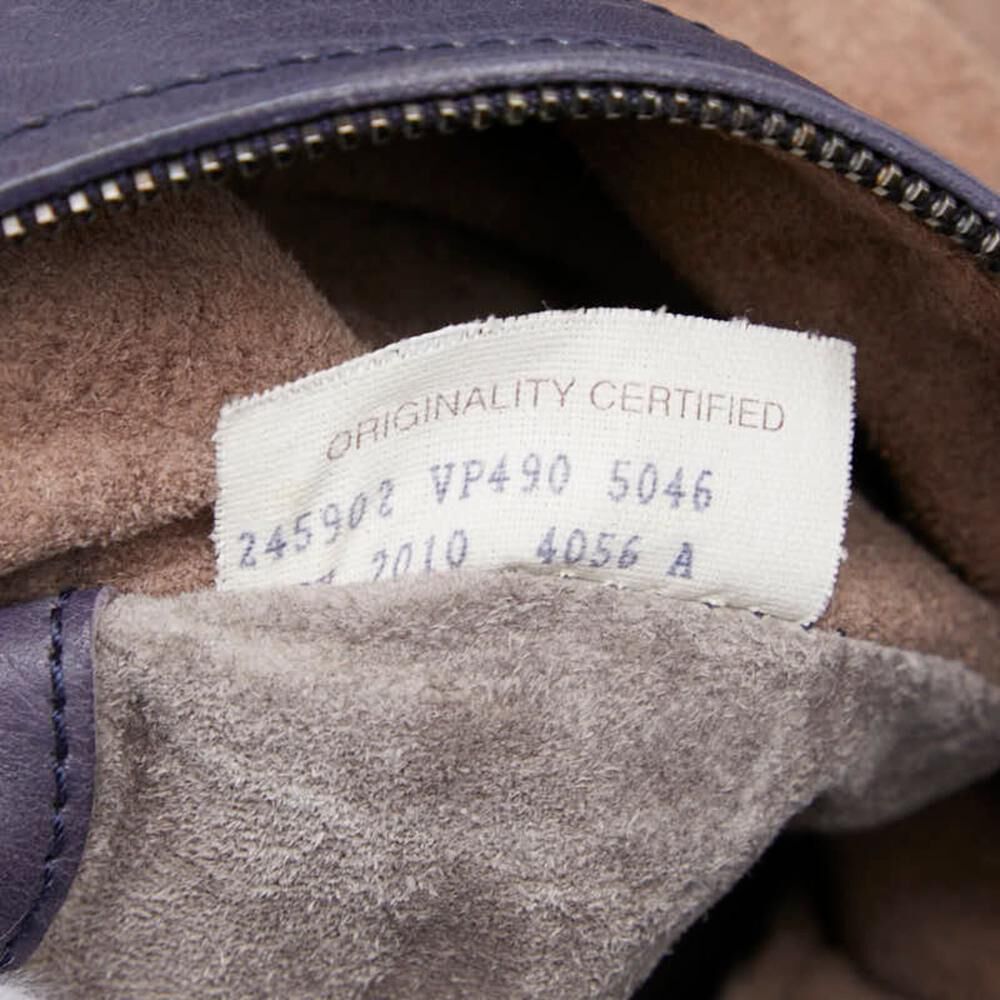 ORIGINALITY CERTIFIED
245902 VP490 5046
2010 4056 A